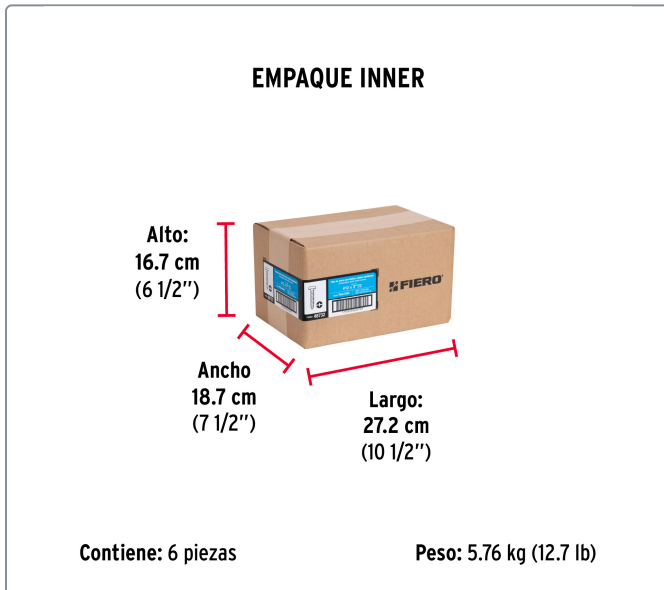 EMPAQUE INNER
Alto:
16.7 cm
(6 1/2’’)
FIERO
Ancho
18.7 cm
(7 1/2’’)
Largo:
27.2 cm
(10 1/2’’)
Contiene: 6 piezas
Peso: 5.76 kg (12.7 lb)